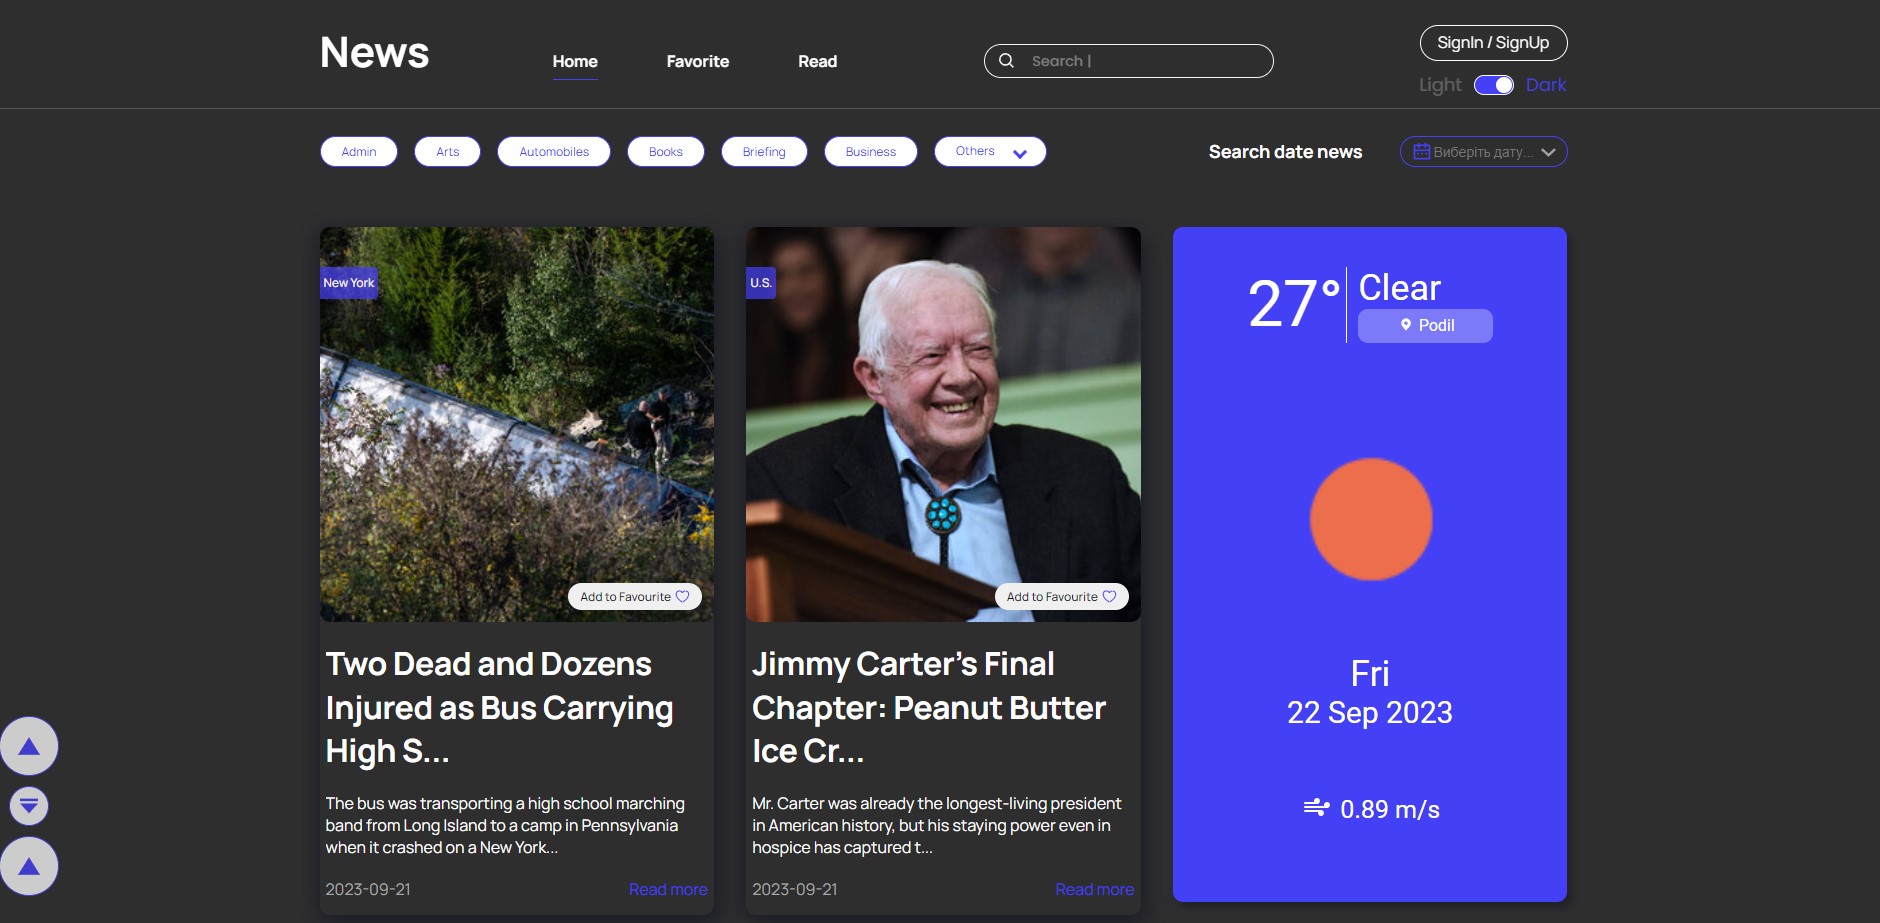 News
Home
Favorite
Read
Search |
SignIn / SignUp
Light
Dark
Admin
Arts
Automobiles
Books
Briefing
Business
Others
Search date news
Виберіть дату...
New York
Add to Favourite
Two Dead and Dozens
Injured as Bus Carrying
High S...
The bus was transporting a high school marching
band from Long Island to a camp in Pennsylvania
when it crashed on a New York...
2023-09-21
Read more
U.S.
Add to Favourite
Jimmy Carter’s Final
Chapter: Peanut Butter
Ice Cr...
Mr. Carter was already the longest-living president
in American history, but his staying power even in
hospice has captured t...
2023-09-21
Read more
27°
Clear
Podil
Fri
22 Sep 2023
0.89 m/s